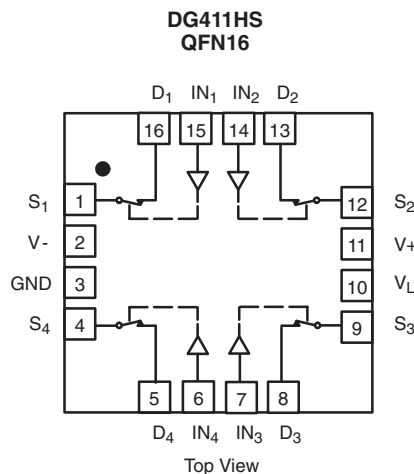 DG411HS
QFN16
D1 IN1 IN2 D2
16 15 14 13
S1 1 12 S2
V- 2 11 V+
GND 3 10 VL
S4 4 9 S3
5 6 7 8
D4 IN4 IN3 D3
Top View